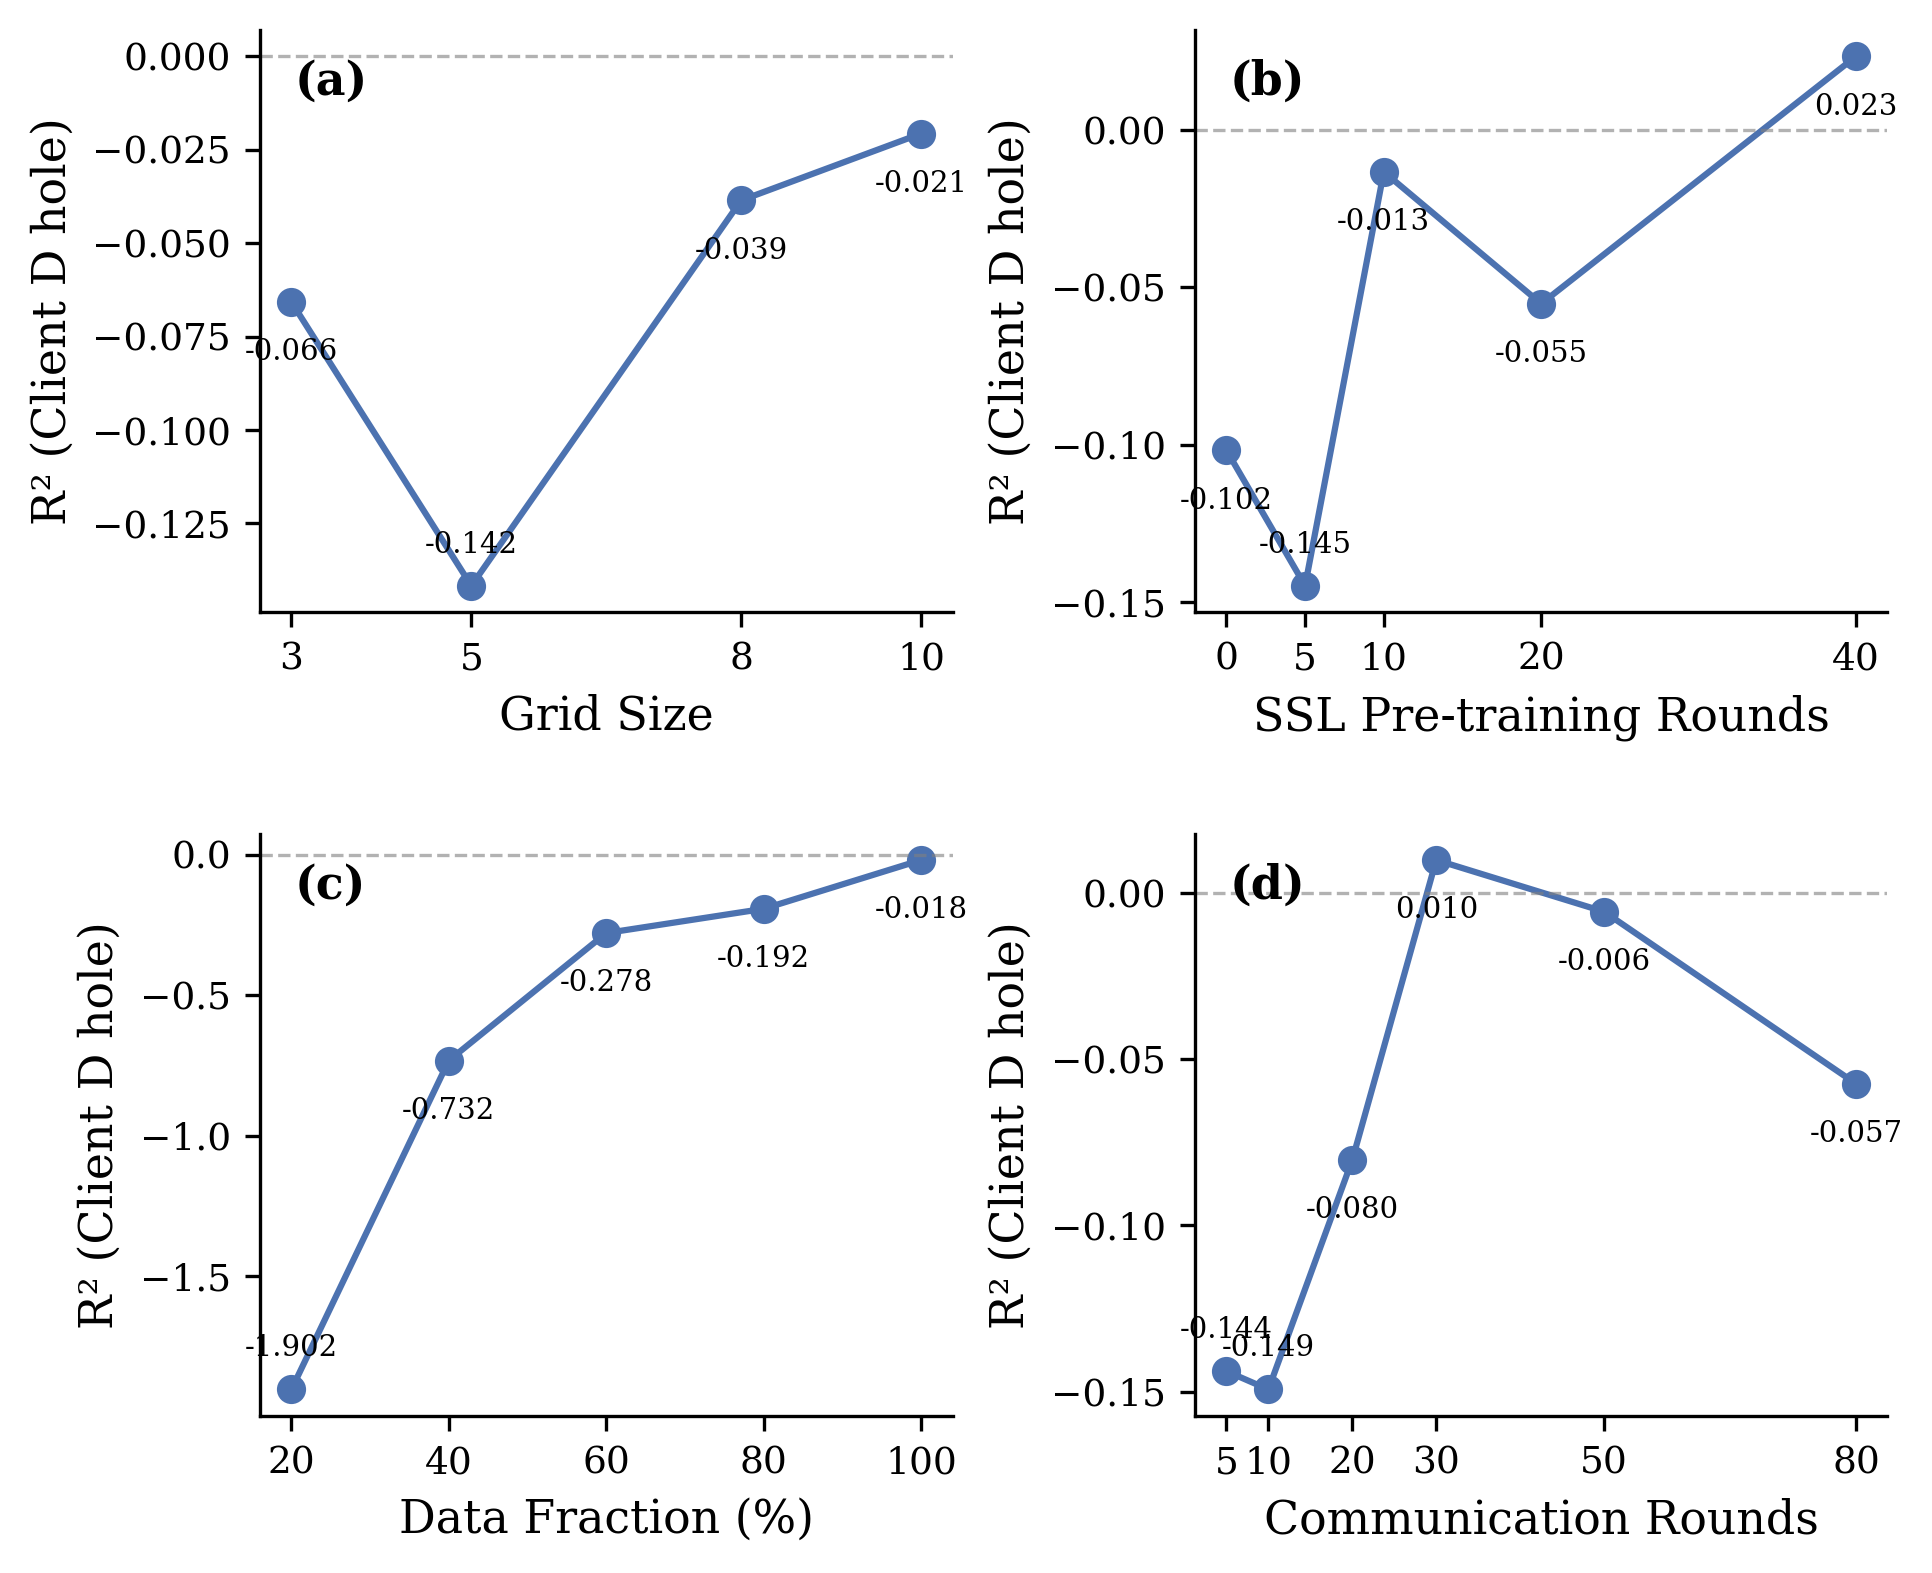 (a)
R² (Client D hole)
0.000
−0.025
−0.050
−0.075
−0.100
−0.125
-0.066
-0.142
-0.039
-0.021
3 5 8 10
Grid Size
(b)
R² (Client D hole)
0.00
−0.05
−0.10
−0.15
-0.102
-0.145
-0.013
-0.055
0.023
0 5 10 20 40
SSL Pre-training Rounds
(c)
R² (Client D hole)
0.0
−0.5
−1.0
−1.5
-1.902
-0.732
-0.278
-0.192
-0.018
20 40 60 80 100
Data Fraction (%)
(d)
R² (Client D hole)
0.00
−0.05
−0.10
−0.15
-0.144
-0.149
-0.080
0.010
-0.006
-0.057
5 10 20 30 50 80
Communication Rounds